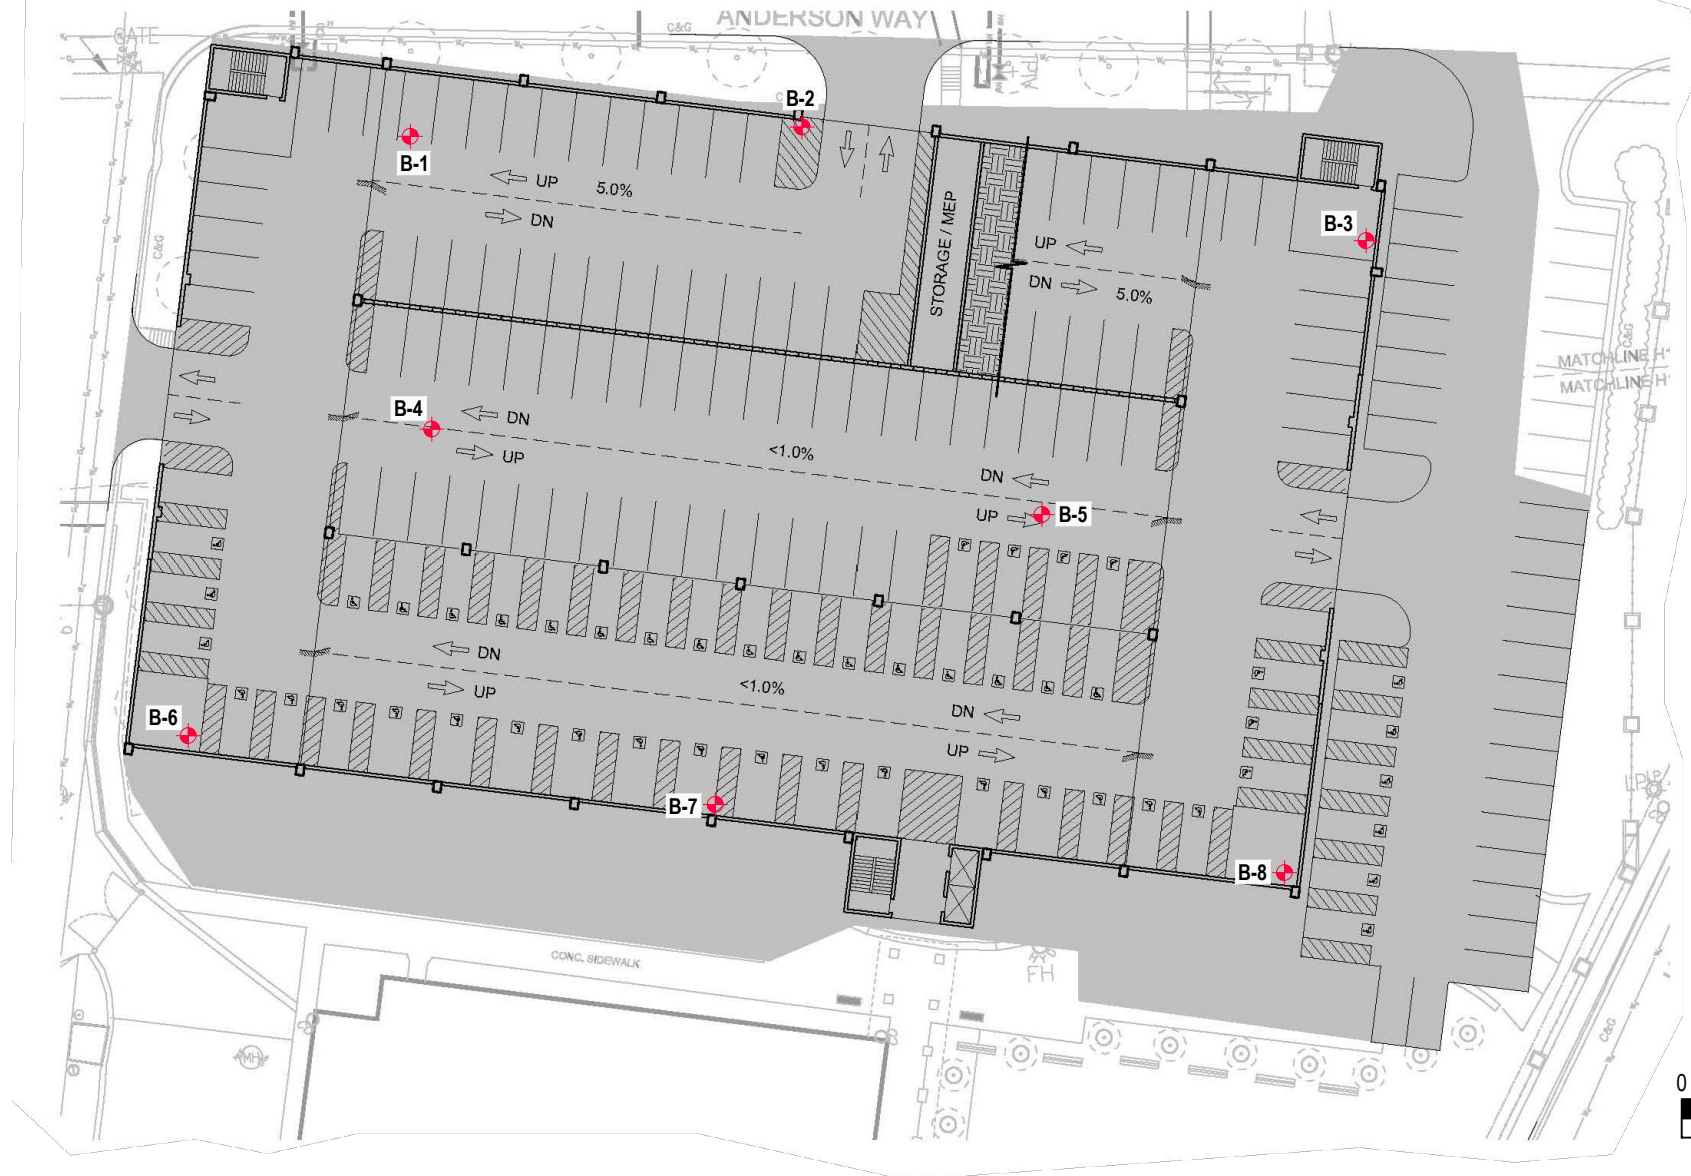 ANDERSON WAY
GATE
C&G
B-2
B-1
UP
5.0%
DN
STORAGE / MEP
B-3
UP
DN
5.0%
C&G
C&G
MATCHLINE H
MATCHLINE H
B-4
DN
UP
<1.0%
DN
UP
B-5
DN
UP
<1.0%
DN
UP
B-6
B-7
B-8
CONC. SIDEWALK
FH
MH
C&G
0